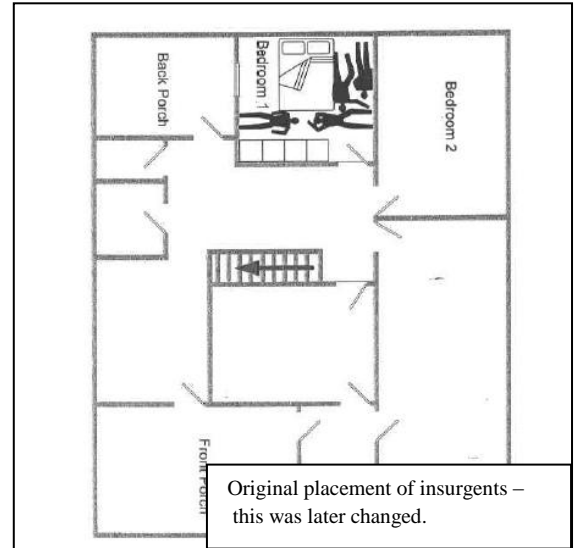 Back Porch
Bedroom 1
Bedroom 2
Front Porch
Original placement of insurgents –
this was later changed.